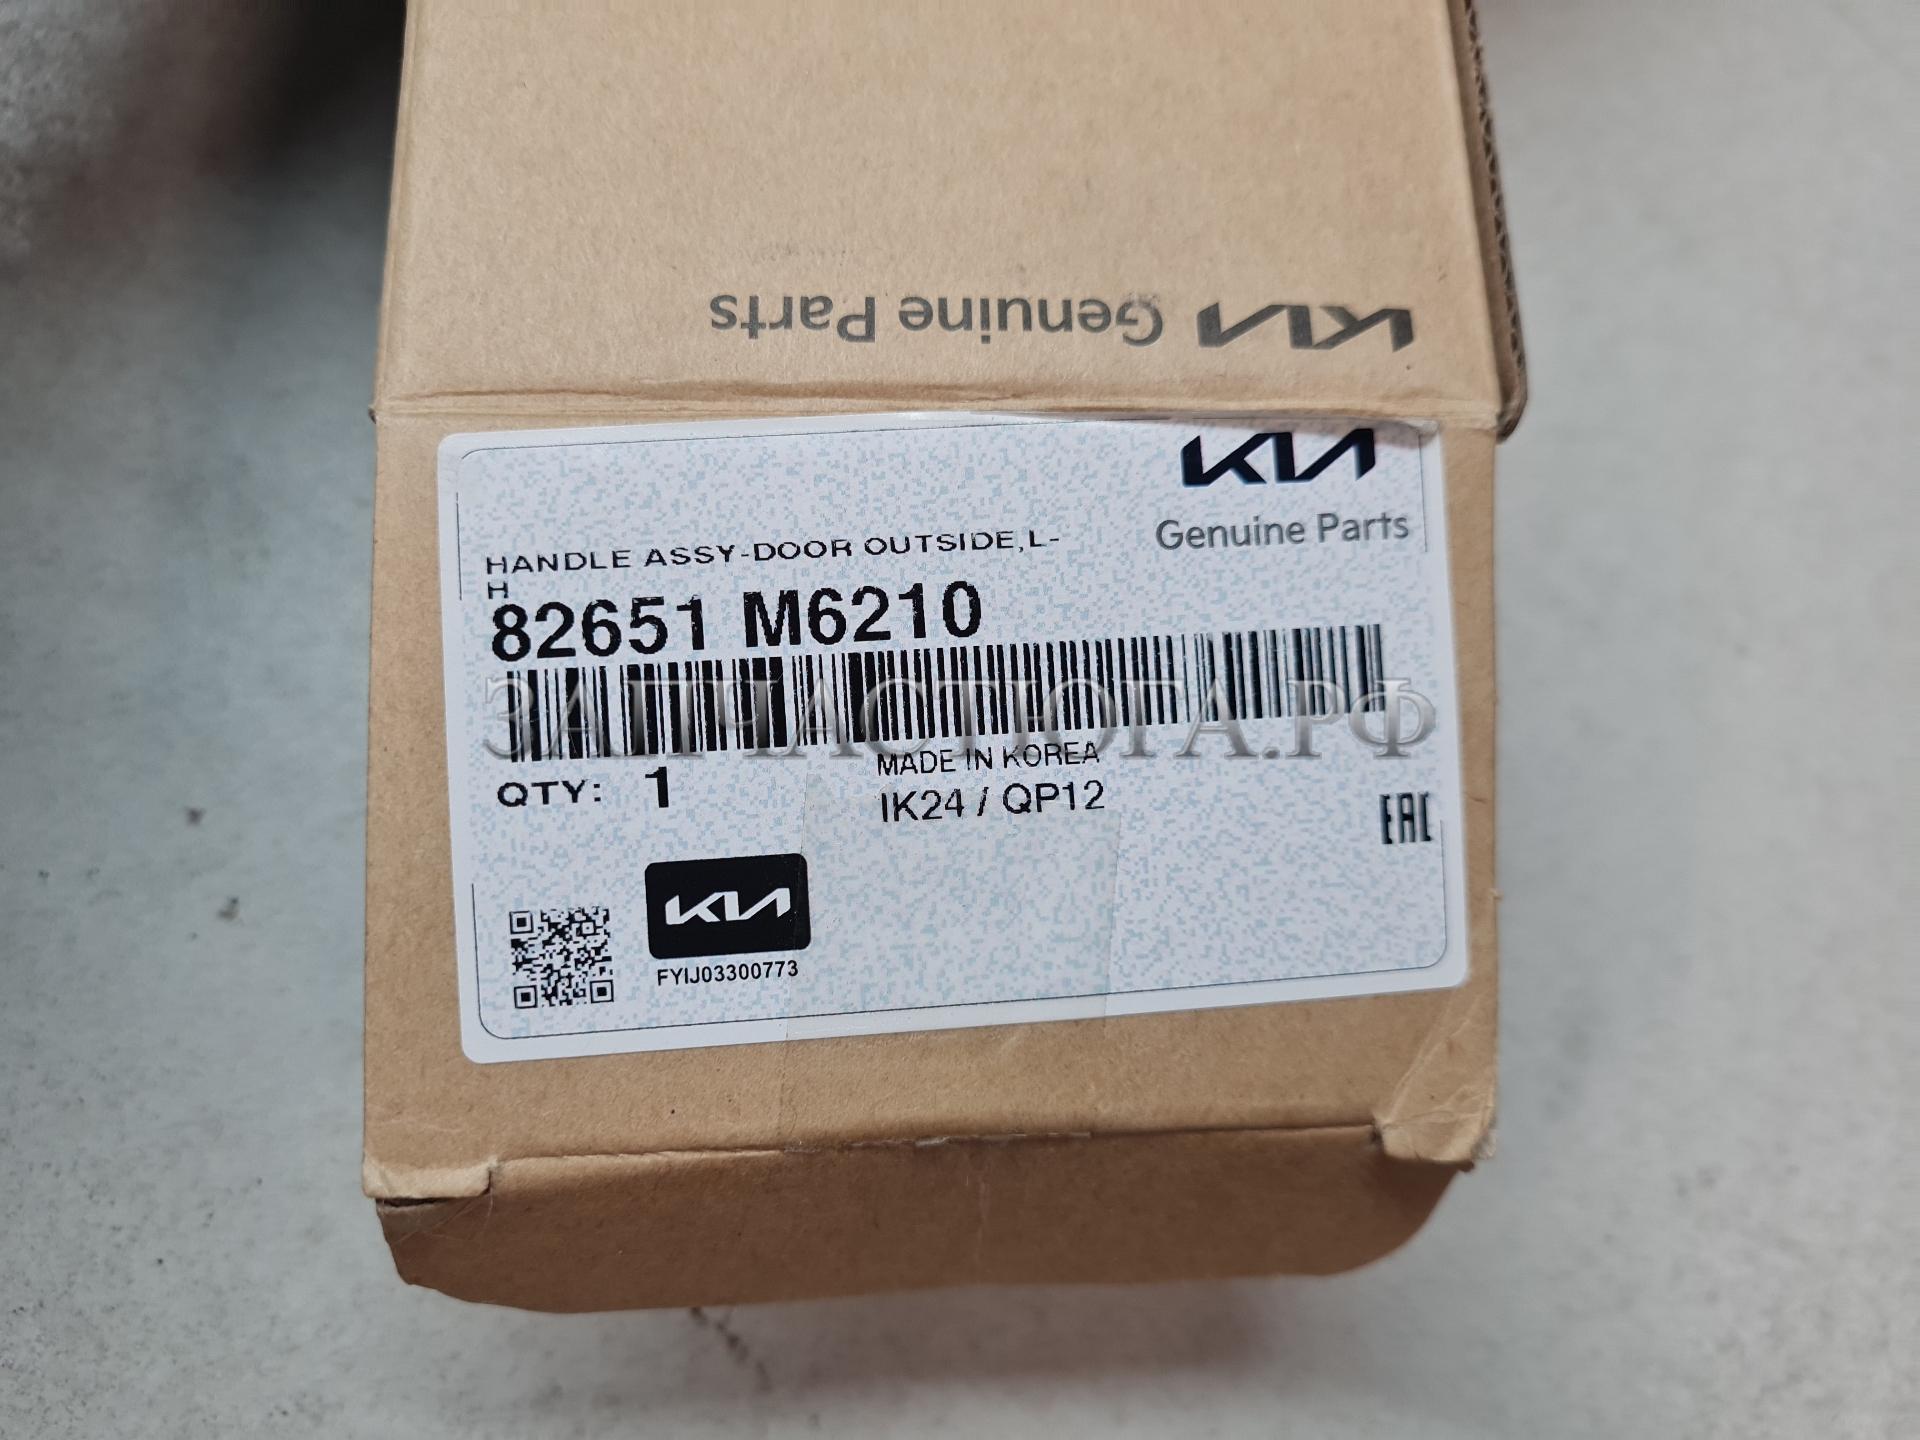 KIA Genuine Parts
KIA
Genuine Parts
HANDLE ASSY-DOOR OUTSIDE,L-
H
82651 M6210
ЗАПЧАСТЮГА.РФ
MADE IN KOREA
QTY: 1
IK24 / QP12
EAC
KIA
FYIJ03300773